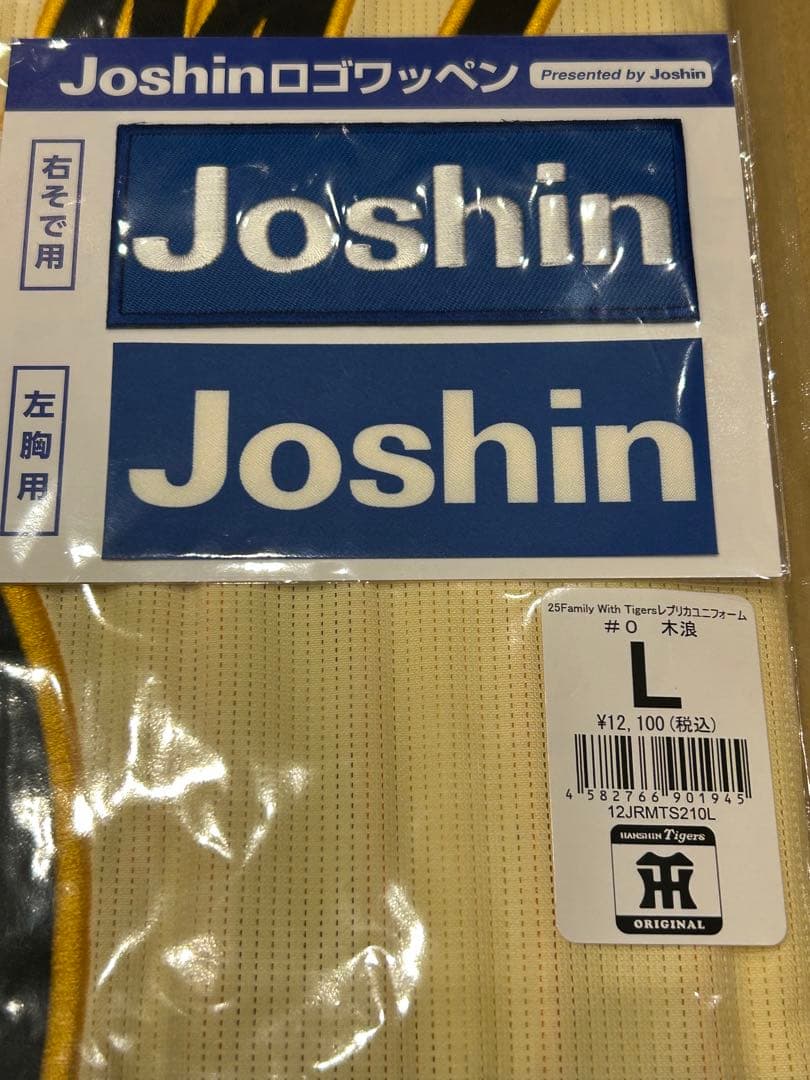 Joshinロゴワッペン
Presented by Joshin
右そで用
Joshin
左胸用
Joshin
25Family With Tigersレプリカユニフォーム
#0 木浪
L
¥12,100(税込)
4 582766 901945
12JRMTS210L
HANSHIN Tigers
TH
ORIGINAL